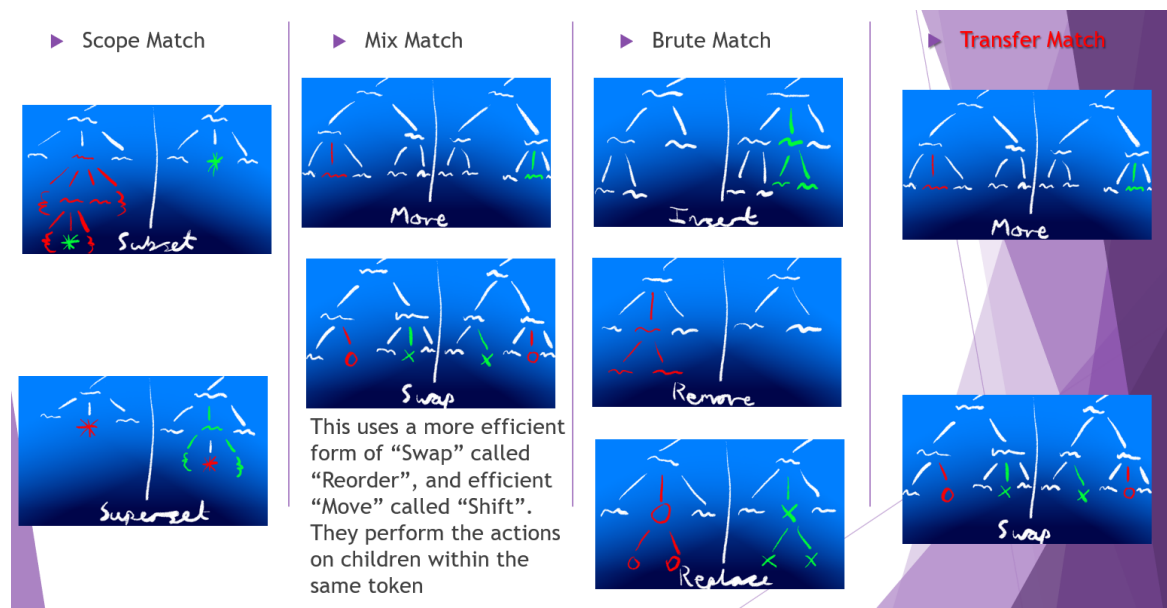 Scope Match
Subset
Superset
Mix Match
More
Swap
This uses a more efficient
form of “Swap” called
“Reorder”, and efficient
“Move” called “Shift”.
They perform the actions
on children within the
same token
Brute Match
Insert
Remove
Replace
Transfer Match
Move
Swap